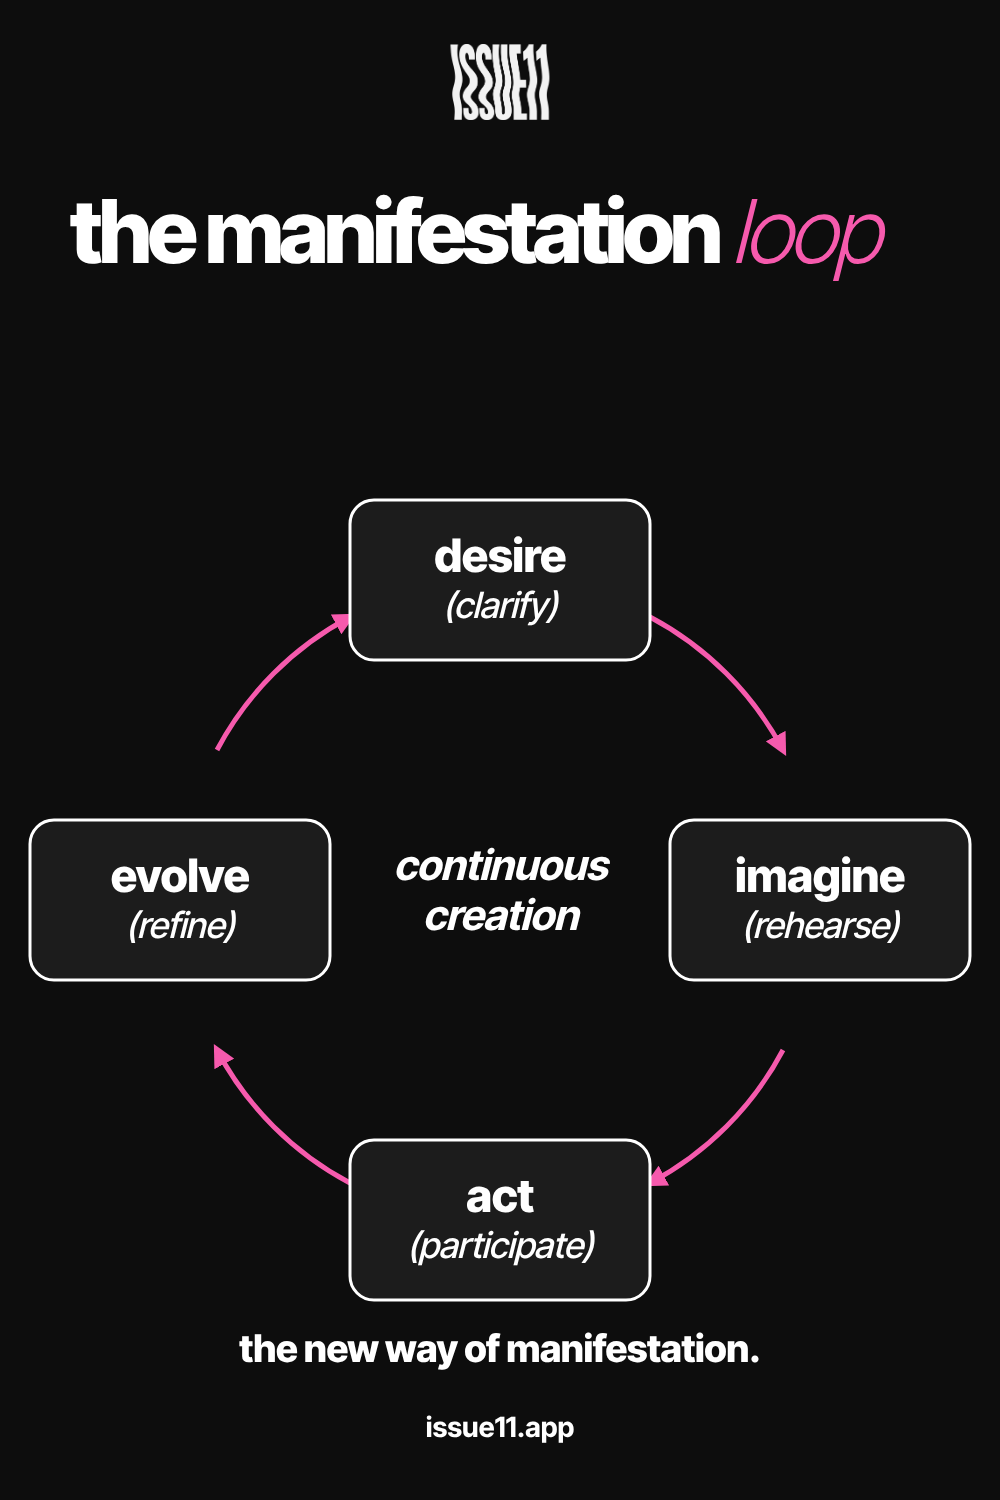 ISSUE11
the manifestation loop
desire
(clarify)
evolve
(refine)
continuous
creation
imagine
(rehearse)
act
(participate)
the new way of manifestation.
issue11.app